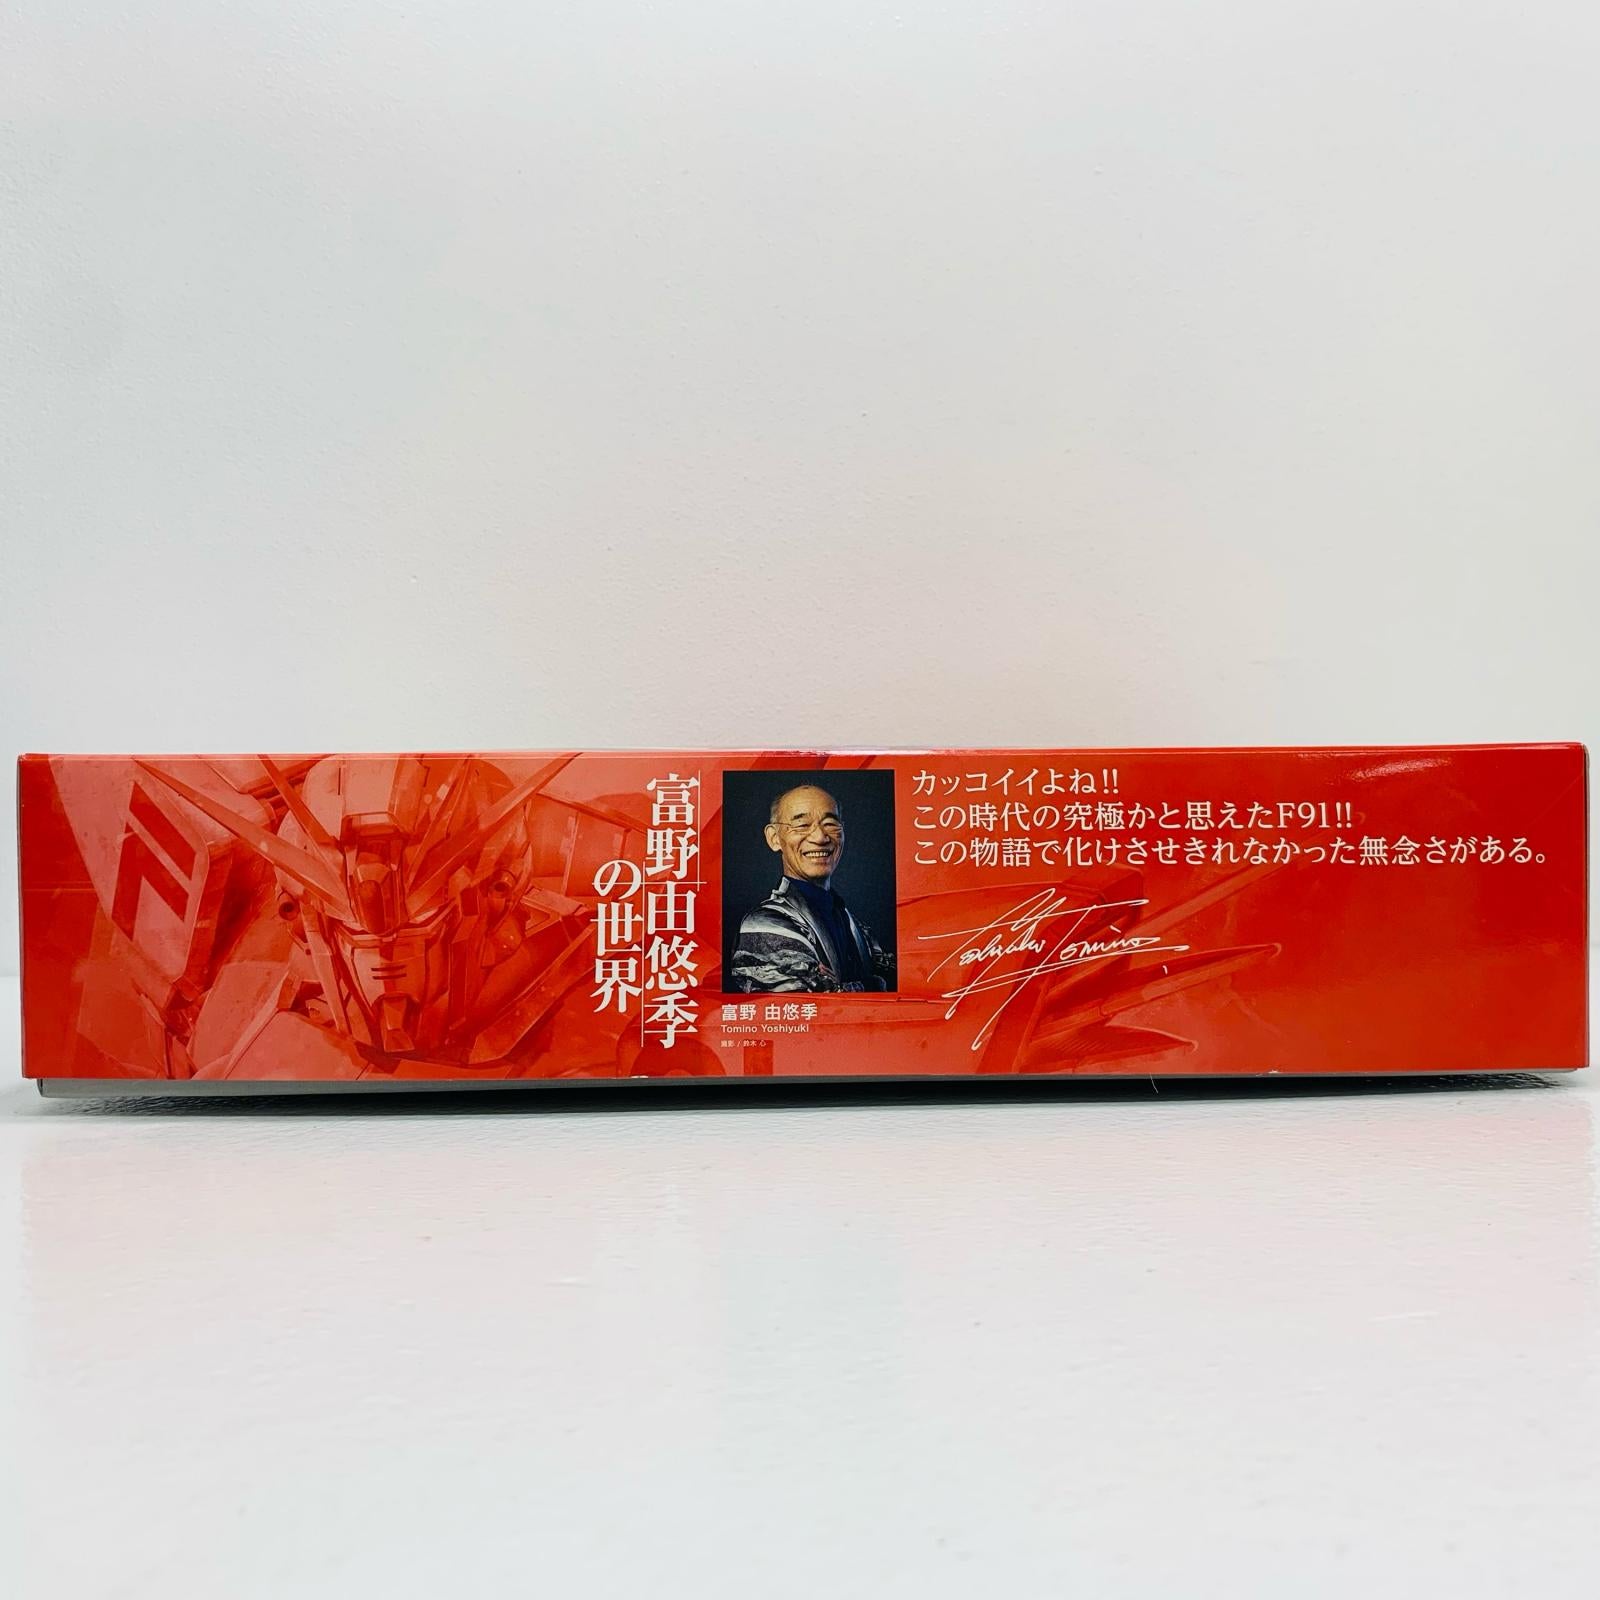 富野由悠季
の世界
カッコイイよね!!
この時代の究極かと思えたF91!!
この物語で化けさせきれなかった無念さがある。
Yoshiyuki Tomino
富野 由悠季
Tomino Yoshiyuki
撮影 / 鈴木 心